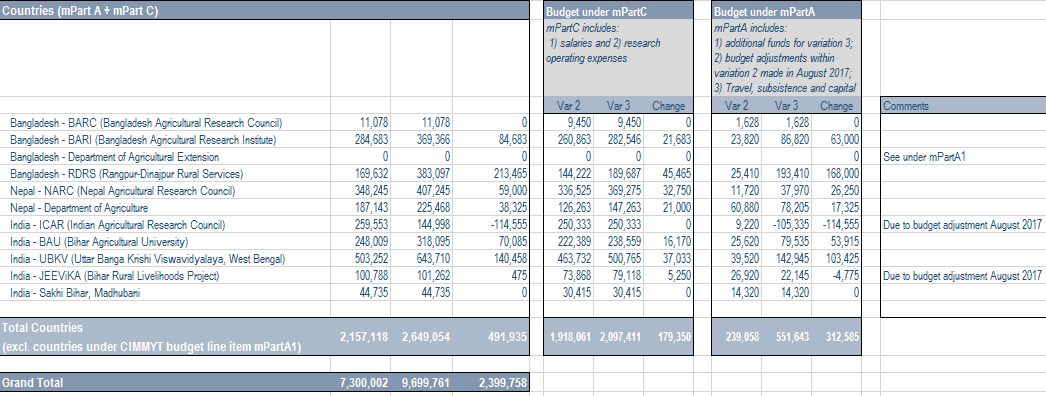 Countries (mPart A + mPart C) Budget under mPartC Budget under mPartA
mPartC includes: mPartA includes:
1) salaries and 2) research 1) additional funds for variation 3;
operating expenses 2) budget adjustments within
variation 2 made in August 2017;
3) Travel, subsistence and capital
Var 2 Var 3 Change Var 2 Var 3 Change Comments
Bangladesh - BARC (Bangladesh Agricultural Research Council) 11,078 11,078 0 9,450 9,450 0 1,628 1,628 0
Bangladesh - BARI (Bangladesh Agricultural Research Institute) 284,683 369,366 84,683 260,863 282,546 21,683 23,820 86,820 63,000
Bangladesh - Department of Agricultural Extension 0 0 0 0 0 0 0 See under mPartA1
Bangladesh - RDRS (Rangpur-Dinajpur Rural Services) 169,632 383,097 213,465 144,222 189,687 45,465 25,410 193,410 168,000
Nepal - NARC (Nepal Agricultural Research Council) 348,245 407,245 59,000 336,525 369,275 32,750 11,720 37,970 26,250
Nepal - Department of Agriculture 187,143 225,468 38,325 126,263 147,263 21,000 60,880 78,205 17,325
India - ICAR (Indian Agricultural Research Council) 259,553 144,998 -114,555 250,333 250,333 0 9,220 -105,335 -114,555 Due to budget adjustment August 2017
India - BAU (Bihar Agricultural University) 248,009 318,095 70,085 222,389 238,559 16,170 25,620 79,535 53,915
India - UBKV (Uttar Banga Krishi Viswavidyalaya, West Bengal) 503,252 643,710 140,458 463,732 500,765 37,033 39,520 142,945 103,425
India - JEEViKA (Bihar Rural Livelihoods Project) 100,788 101,262 475 73,868 79,118 5,250 26,920 22,145 -4,775 Due to budget adjustment August 2017
India - Sakhi Bihar, Madhubani 44,735 44,735 0 30,415 30,415 0 14,320 14,320 0
Total Countries
2,157,118 2,649,054 491,935 1,918,061 2,097,411 179,350 239,058 551,643 312,585
(excl. countries under CIMMYT budget line item mPartA1)
Grand Total 7,300,002 9,699,761 2,399,758